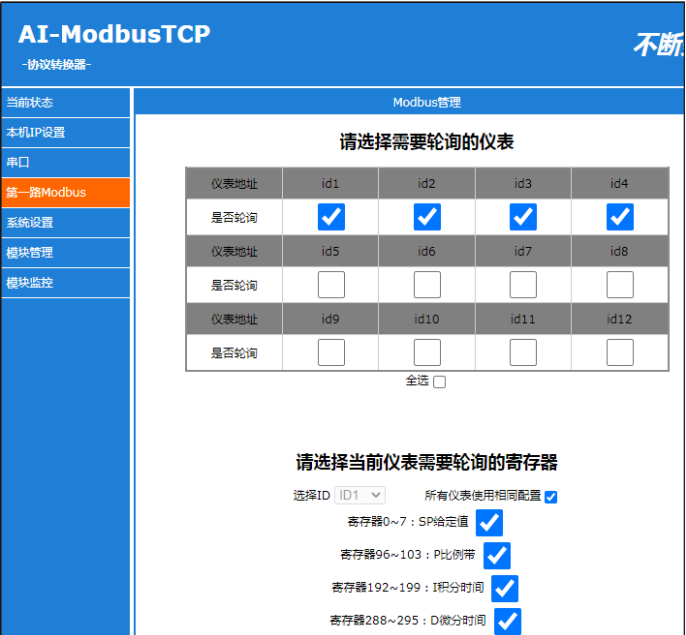 AI-ModbusTCP
不断
-协议转换器-
当前状态
Modbus管理
本机IP设置
串口
第一路Modbus
系统设置
模块管理
模块监控
请选择需要轮询的仪表
仪表地址 id1 id2 id3 id4
是否轮询
仪表地址 id5 id6 id7 id8
是否轮询
仪表地址 id9 id10 id11 id12
是否轮询
全选
请选择当前仪表需要轮询的寄存器
选择ID ID1 所有仪表使用相同配置
寄存器0~7：SP给定值
寄存器96~103：P比例带
寄存器192~199：I积分时间
寄存器288~295：D微分时间